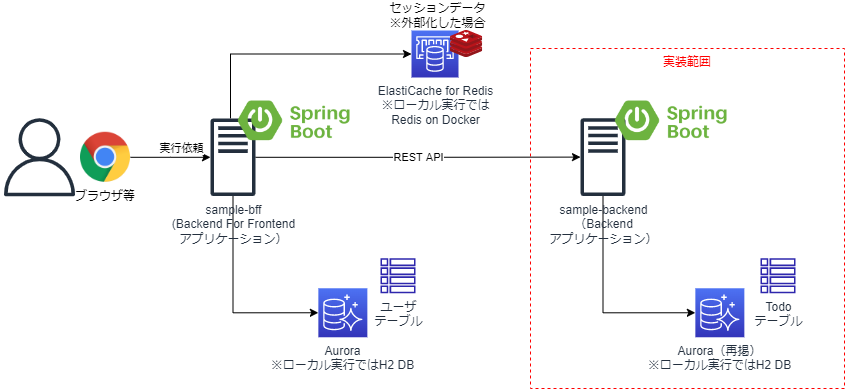 セッションデータ
※外部化した場合
ElastiCache for Redis
※ローカル実行では
Redis on Docker
実装範囲
Spring
Boot
Spring
Boot
実行依頼
REST API
ブラウザ等
sample-bff
(Backend For Frontend
アプリケーション）
sample-backend
（Backend
アプリケーション）
ユーザ
テーブル
Todo
テーブル
Aurora
※ローカル実行ではH2 DB
Aurora（再掲）
※ローカル実行ではH2 DB